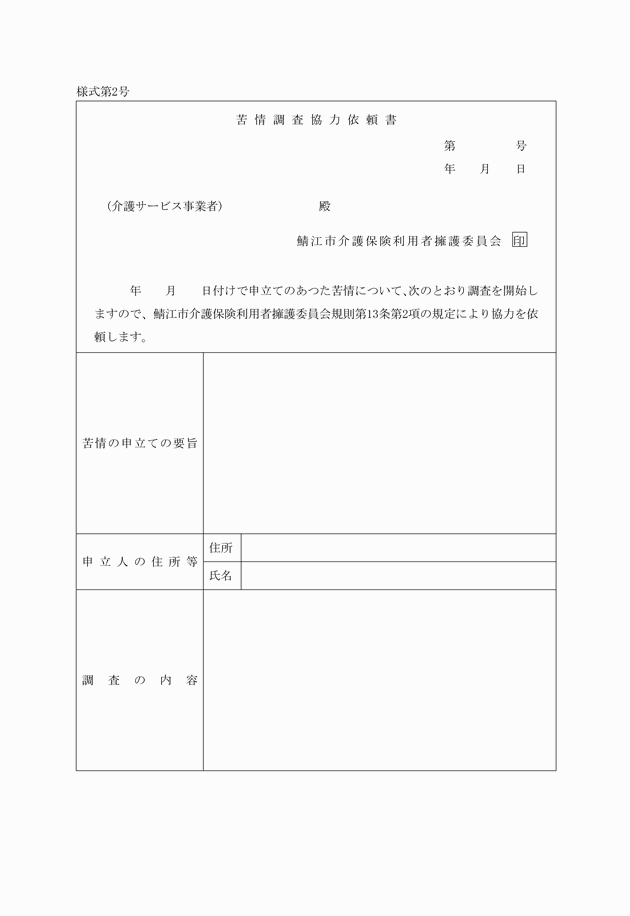 様式第2号
苦情調査協力依頼書
第　　　　　号
年　　月　　日
（介護サービス事業者）　　　　　　　　殿
鯖江市介護保険利用者擁護委員会　印
年　　月　　日付けで申立てのあつた苦情について、次のとおり調査を開始し
ますので、鯖江市介護保険利用者擁護委員会規則第13条第2項の規定により協力を依
頼します。
苦情の申立ての要旨
申立人の住所等
住所
氏名
調査の内容